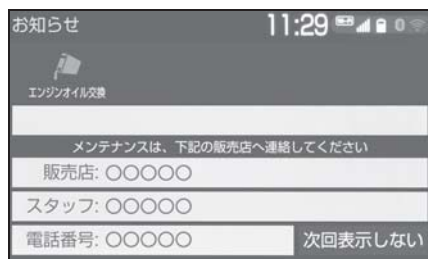 お知らせ 11:29
エンジンオイル交換
メンテナンスは、下記の販売店へ連絡してください
販売店: ○○○○○
スタッフ: ○○○○○
電話番号: ○○○○○ 次回表示しない